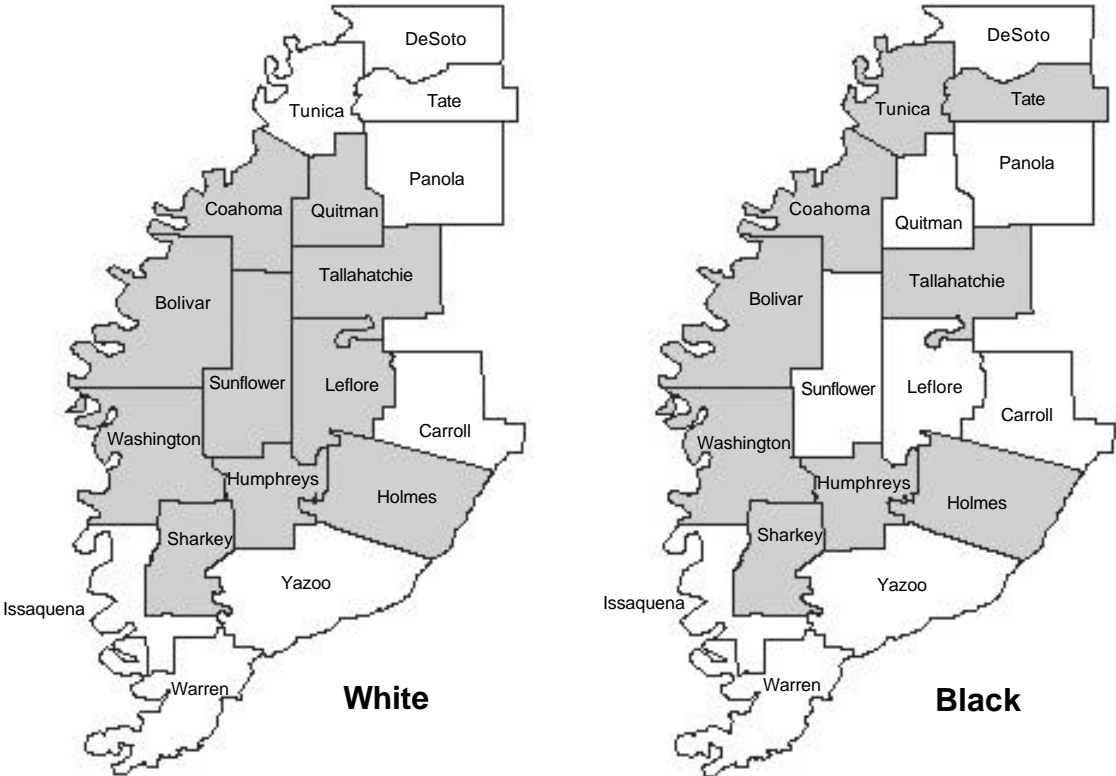 DeSoto
Tunica
Tate
Panola
Coahoma
Quitman
Tallahatchie
Bolivar
Sunflower
Leflore
Carroll
Washington
Humphreys
Holmes
Sharkey
Yazoo
Issaquena
Warren
White
DeSoto
Tunica
Tate
Panola
Coahoma
Quitman
Tallahatchie
Bolivar
Sunflower
Leflore
Carroll
Washington
Humphreys
Holmes
Sharkey
Yazoo
Issaquena
Warren
Black